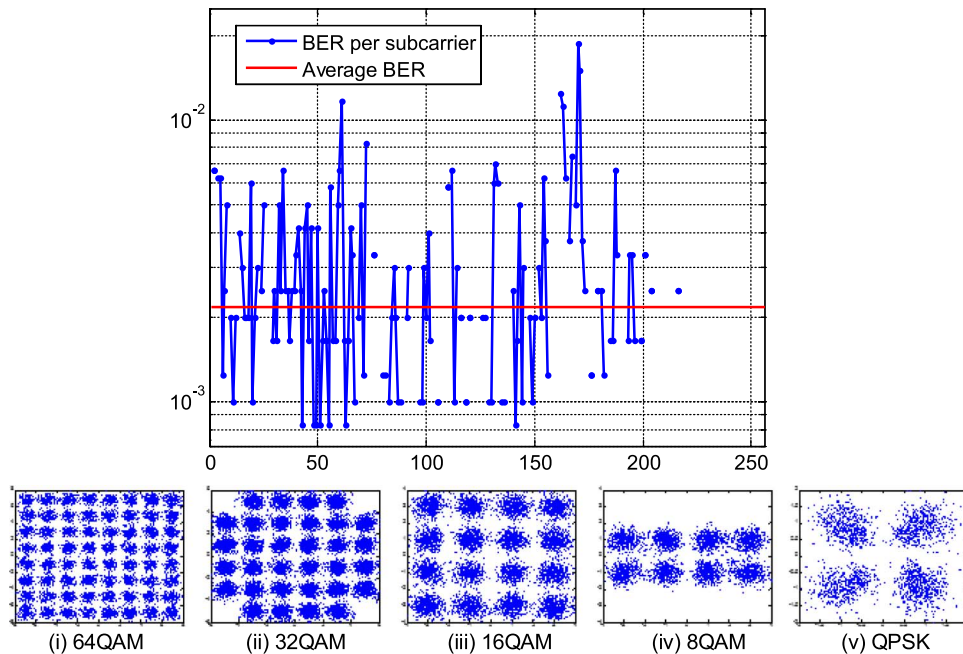 BER per subcarrier
Average BER
10^-2
10^-3
0 50 100 150 200 250
(i) 64QAM (ii) 32QAM (iii) 16QAM (iv) 8QAM (v) QPSK